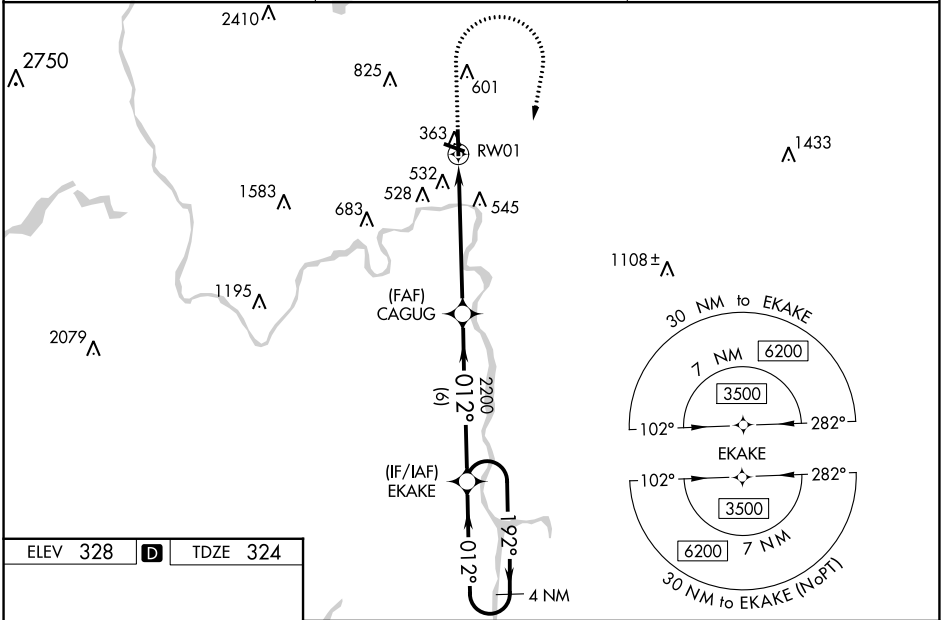 2410
2750
825
601
363
RW01
1433
532
528
545
1583
683
1108 ±
1195
(FAF)
CAGUG
2079
30 NM to EKAKE
7 NM
6200
3500
2200
012°
(6)
102°
282°
EKAKE
(IF/IAF)
EKAKE
102°
282°
3500
7 NM
6200
30 NM to EKAKE (NoPT)
192°
012°
4 NM
ELEV 328 D TDZE 324